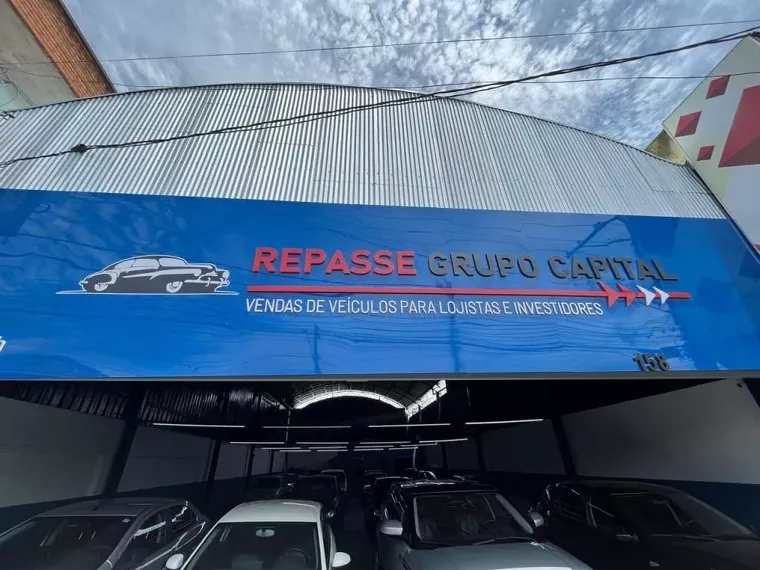 REPASSE GRUPO CAPITAL
VENDAS DE VEÍCULOS PARA LOJISTAS E INVESTIDORES
158